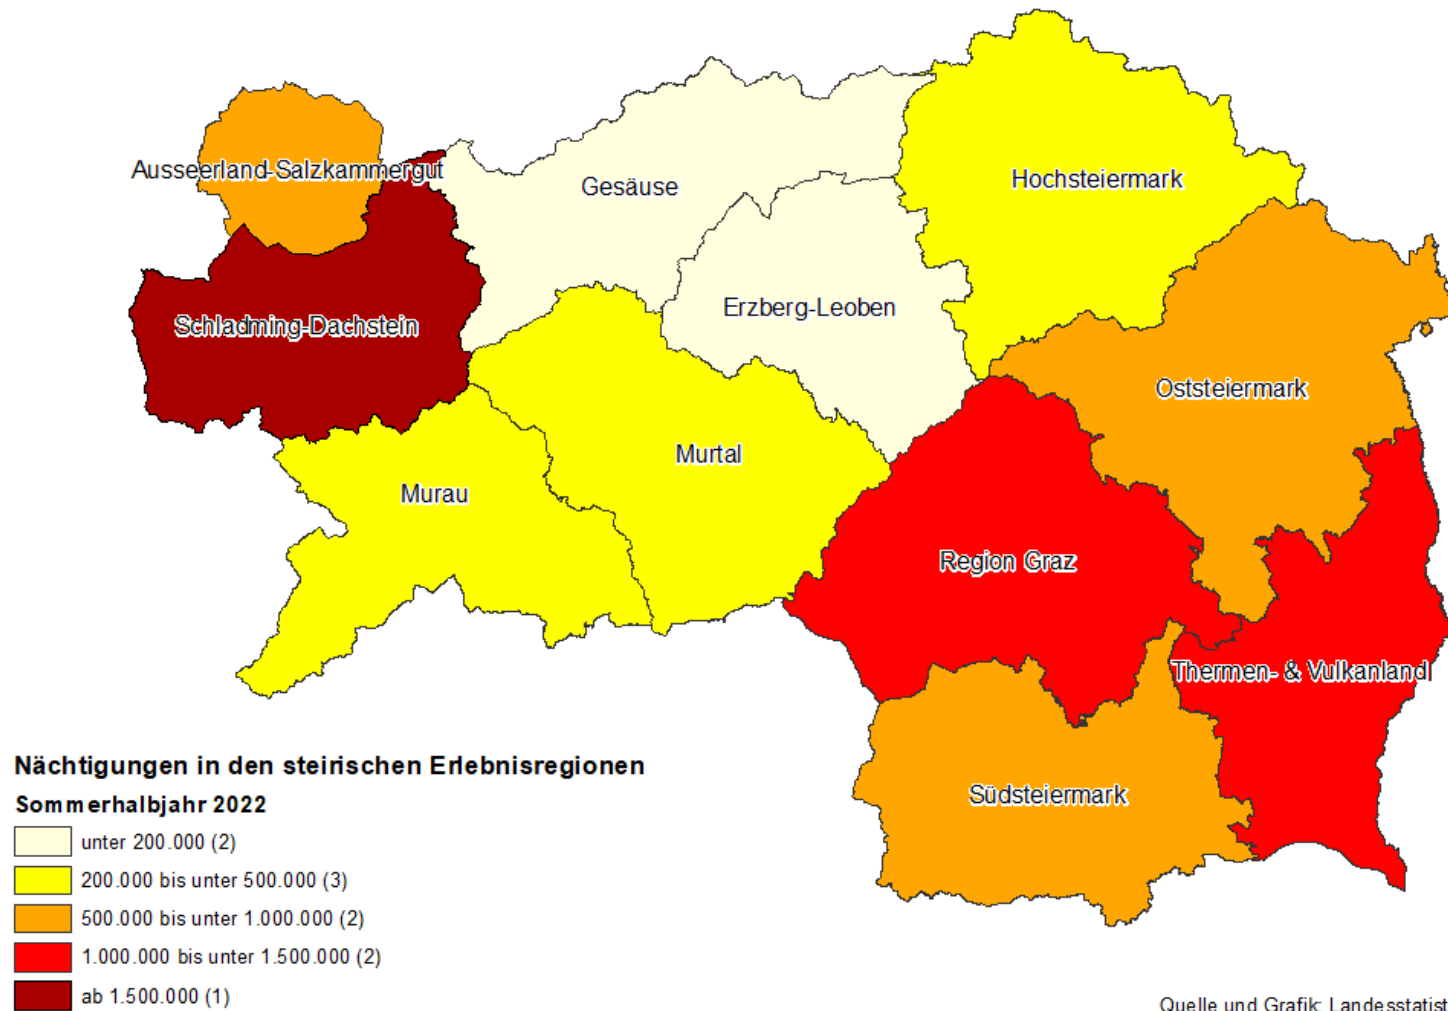 Ausseerland-Salzkammergut
Gesäuse
Hochsteiermark
Schladming-Dachstein
Erzberg-Leoben
Oststeiermark
Murtal
Murau
Region Graz
Thermen- & Vulkanland
Südsteiermark
Nächtigungen in den steirischen Erlebnisregionen
Sommerhalbjahr 2022
unter 200.000 (2)
200.000 bis unter 500.000 (3)
500.000 bis unter 1.000.000 (2)
1.000.000 bis unter 1.500.000 (2)
ab 1.500.000 (1)
Quelle und Grafik: Landesstatist